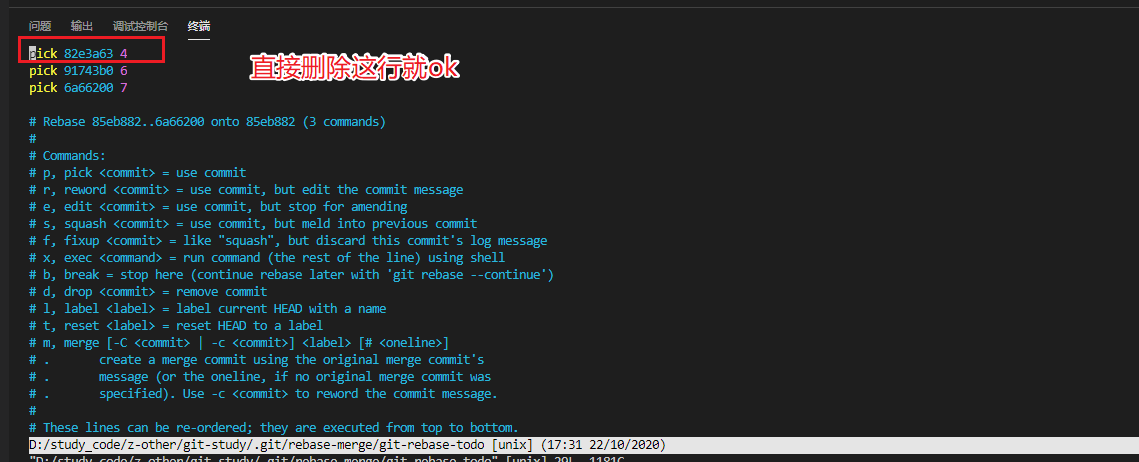 问题 输出 调试控制台 终端
pick 82e3a63 4
直接删除这行就ok
pick 91743b0 6
pick 6a66200 7
# Rebase 85eb882..6a66200 onto 85eb882 (3 commands)
#
# Commands:
# p, pick <commit> = use commit
# r, reword <commit> = use commit, but edit the commit message
# e, edit <commit> = use commit, but stop for amending
# s, squash <commit> = use commit, but meld into previous commit
# f, fixup <commit> = like "squash", but discard this commit's log message
# x, exec <command> = run command (the rest of the line) using shell
# b, break = stop here (continue rebase later with 'git rebase --continue')
# d, drop <commit> = remove commit
# l, label <label> = label current HEAD with a name
# t, reset <label> = reset HEAD to a label
# m, merge [-C <commit> | -c <commit>] <label> [# <oneline>]
# .       create a merge commit using the original merge commit's
# .       message (or the oneline, if no original merge commit was
# .       specified). Use -c <commit> to reword the commit message.
#
# These lines can be re-ordered; they are executed from top to bottom.
D:/study_code/z-other/git-study/.git/rebase-merge/git-rebase-todo [unix] (17:31 22/10/2020)
"D:/study_code/z-other/git-study/.git/rebase-merge/git-rebase-todo" [unix] 29L, 1181C